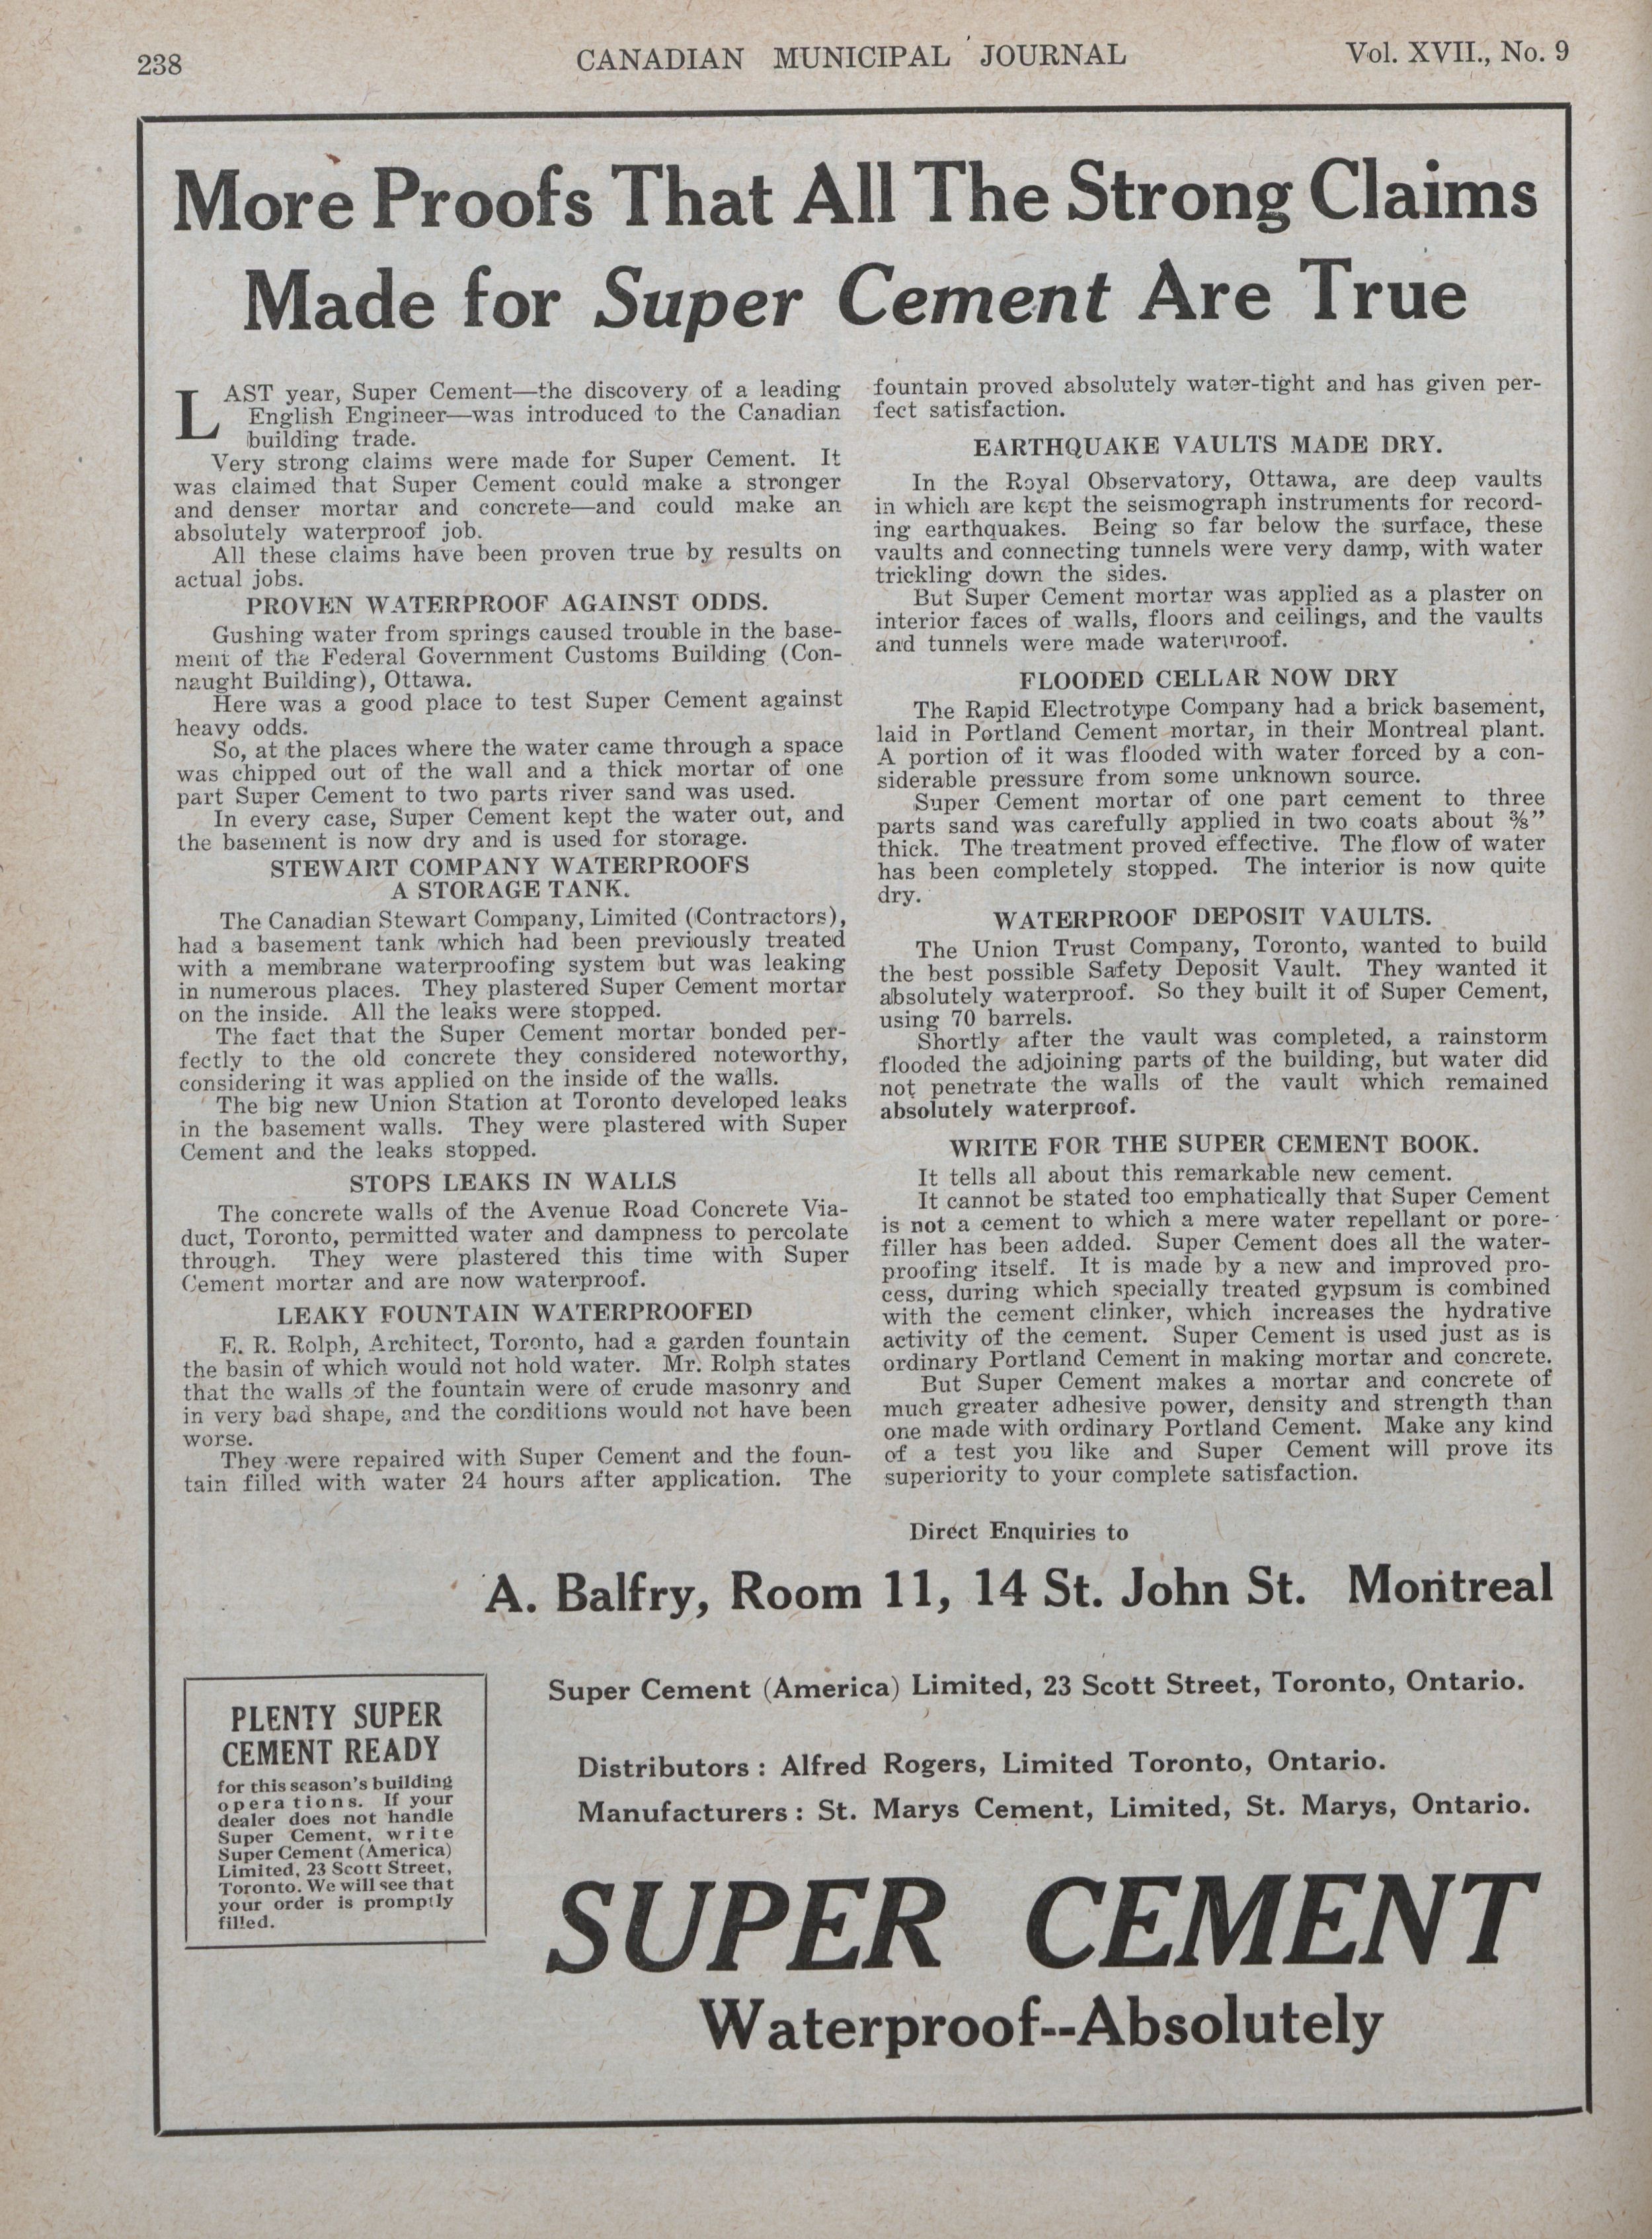 238
CANADIAN MUNICIPAL JOURNAL
Vol. XVII., No. 9
More Proofs That All The Strong Claims
Made for Super Cement Are True
LAST year, Super Cement—the discovery of a leading
English Engineer—was introduced to the Canadian
building trade.
Very strong claims were made for Super Cement. It
was claimed that Super Cement could make a stronger
and denser mortar and concrete—and could make an
absolutely waterproof job.
All these claims have been proven true by results on
actual jobs.
PROVEN WATERPROOF AGAINST ODDS.
Gushing water from springs caused trouble in the base-
ment of the Federal Government Customs Building (Con-
naught Building), Ottawa.
Here was a good place to test Super Cement against
heavy odds.
So, at the places where the water came through a space
was chipped out of the wall and a thick mortar of one
part Super Cement to two parts river sand was used.
In every case, Super Cement kept the water out, and
the basement is now dry and is used for storage.
STEWART COMPANY WATERPROOFS
A STORAGE TANK.
The Canadian Stewart Company, Limited (Contractors),
had a basement tank which had been previously treated
with a membrane waterproofing system but was leaking
in numerous places. They plastered Super Cement mortar
on the inside. All the leaks were stopped.
The fact that the Super Cement mortar bonded per-
fectly to the old concrete they considered noteworthy,
considering it was applied on the inside of the walls.
The big new Union Station at Toronto developed leaks
in the basement walls. They were plastered with Super
Cement and the leaks stopped.
STOPS LEAKS IN WALLS
The concrete walls of the Avenue Road Concrete Via-
duct, Toronto, permitted water and dampness to percolate
through. They were plastered this time with Super
Cement mortar and are now waterproof.
LEAKY FOUNTAIN WATERPROOFED
E. R. Rolph, Architect, Toronto, had a garden fountain
the basin of which would not hold water. Mr. Rolph states
that the walls of the fountain were of crude masonry and
in very bad shape, and the conditions would not have been
worse.
They were repaired with Super Cement and the foun-
tain filled with water 24 hours after application. The
fountain proved absolutely water-tight and has given per-
fect satisfaction.
EARTHQUAKE VAULTS MADE DRY.
In the Royal Observatory, Ottawa, are deep vaults
in which are kept the seismograph instruments for record-
ing earthquakes. Being so far below the surface, these
vaults and connecting tunnels were very damp, with water
trickling down the sides.
But Super Cement mortar was applied as a plaster on
interior faces of walls, floors and ceilings, and the vaults
and tunnels were made waterproof.
FLOODED CELLAR NOW DRY
The Rapid Electrotype Company had a brick basement,
laid in Portland Cement mortar, in their Montreal plant.
A portion of it was flooded with water forced by a con-
siderable pressure from some unknown source.
Super Cement mortar of one part cement to three
parts sand was carefully applied in two coats about ⅜”
thick. The treatment proved effective. The flow of water
has been completely stopped. The interior is now quite
dry.
WATERPROOF DEPOSIT VAULTS.
The Union Trust Company, Toronto, wanted to build
the best possible Safety Deposit Vault. They wanted it
absolutely waterproof. So they built it of Super Cement,
using 70 barrels.
Shortly after the vault was completed, a rainstorm
flooded the adjoining parts of the building, but water did
not penetrate the walls of the vault which remained
absolutely waterproof.
WRITE FOR THE SUPER CEMENT BOOK.
It tells all about this remarkable new cement.
It cannot be stated too emphatically that Super Cement
is not a cement to which a mere water repellant or pore-
filler has been added. Super Cement does all the water-
proofing itself. It is made by a new and improved pro-
cess, during which specially treated gypsum is combined
with the cement clinker, which increases the hydrative
activity of the cement. Super Cement is used just as is
ordinary Portland Cement in making mortar and concrete.
But Super Cement makes a mortar and concrete of
much greater adhesive power, density and strength than
one made with ordinary Portland Cement. Make any kind
of a test you like and Super Cement will prove its
superiority to your complete satisfaction.
Direct Enquiries to
A. Balfry, Room 11, 14 St. John St. Montreal
Super Cement (America) Limited, 23 Scott Street, Toronto, Ontario.
Distributors : Alfred Rogers, Limited Toronto, Ontario.
Manufacturers : St. Marys Cement, Limited, St. Marys, Ontario.
PLENTY SUPER
CEMENT READY
for this season's building
operations. If your
dealer does not handle
Super Cement, write
Super Cement (America)
Limited, 23 Scott Street,
Toronto. We will see that
your order is promptly
filled.
SUPER CEMENT
Waterproof--Absolutely